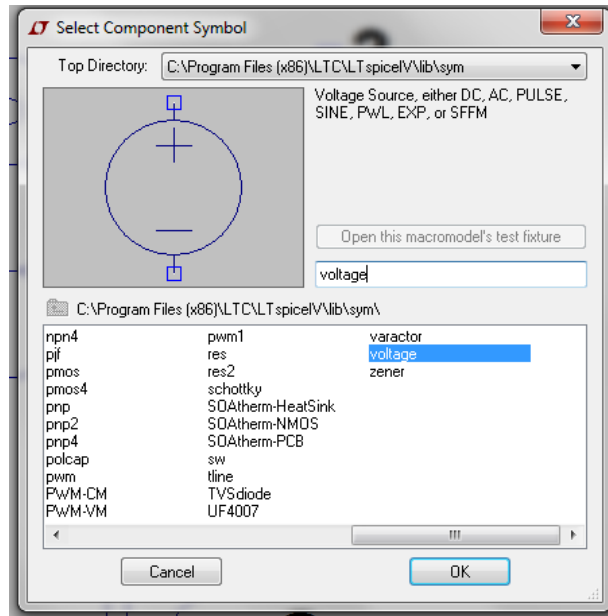 Select Component Symbol
Top Directory: C:\Program Files (x86)\LTC\LTspiceIV\lib\sym
Voltage Source, either DC, AC, PULSE,
SINE, PWL, EXP, or SFFM
Open this macromodel's test fixture
voltage
C:\Program Files (x86)\LTC\LTspiceIV\lib\sym\
npn4 pwm1 varactor
pjf res voltage
pmos res2 zener
pmos4 schottky
pnp SOAtherm-HeatSink
pnp2 SOAtherm-NMOS
pnp4 SOAtherm-PCB
polcap sw
pwm tline
PWM-CM TVSdiode
PWM-VM UF4007
Cancel OK